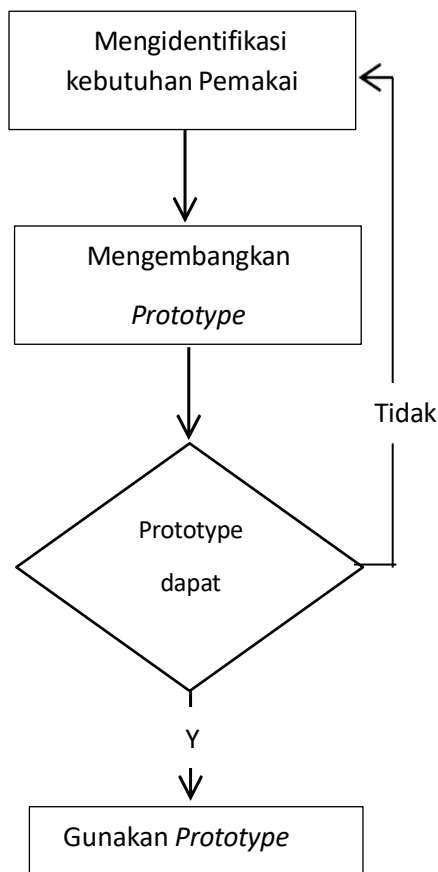 Mengidentifikasi
kebutuhan Pemakai
Mengembangkan
Prototype
Tidak
Prototype
dapat
Y
Gunakan Prototype